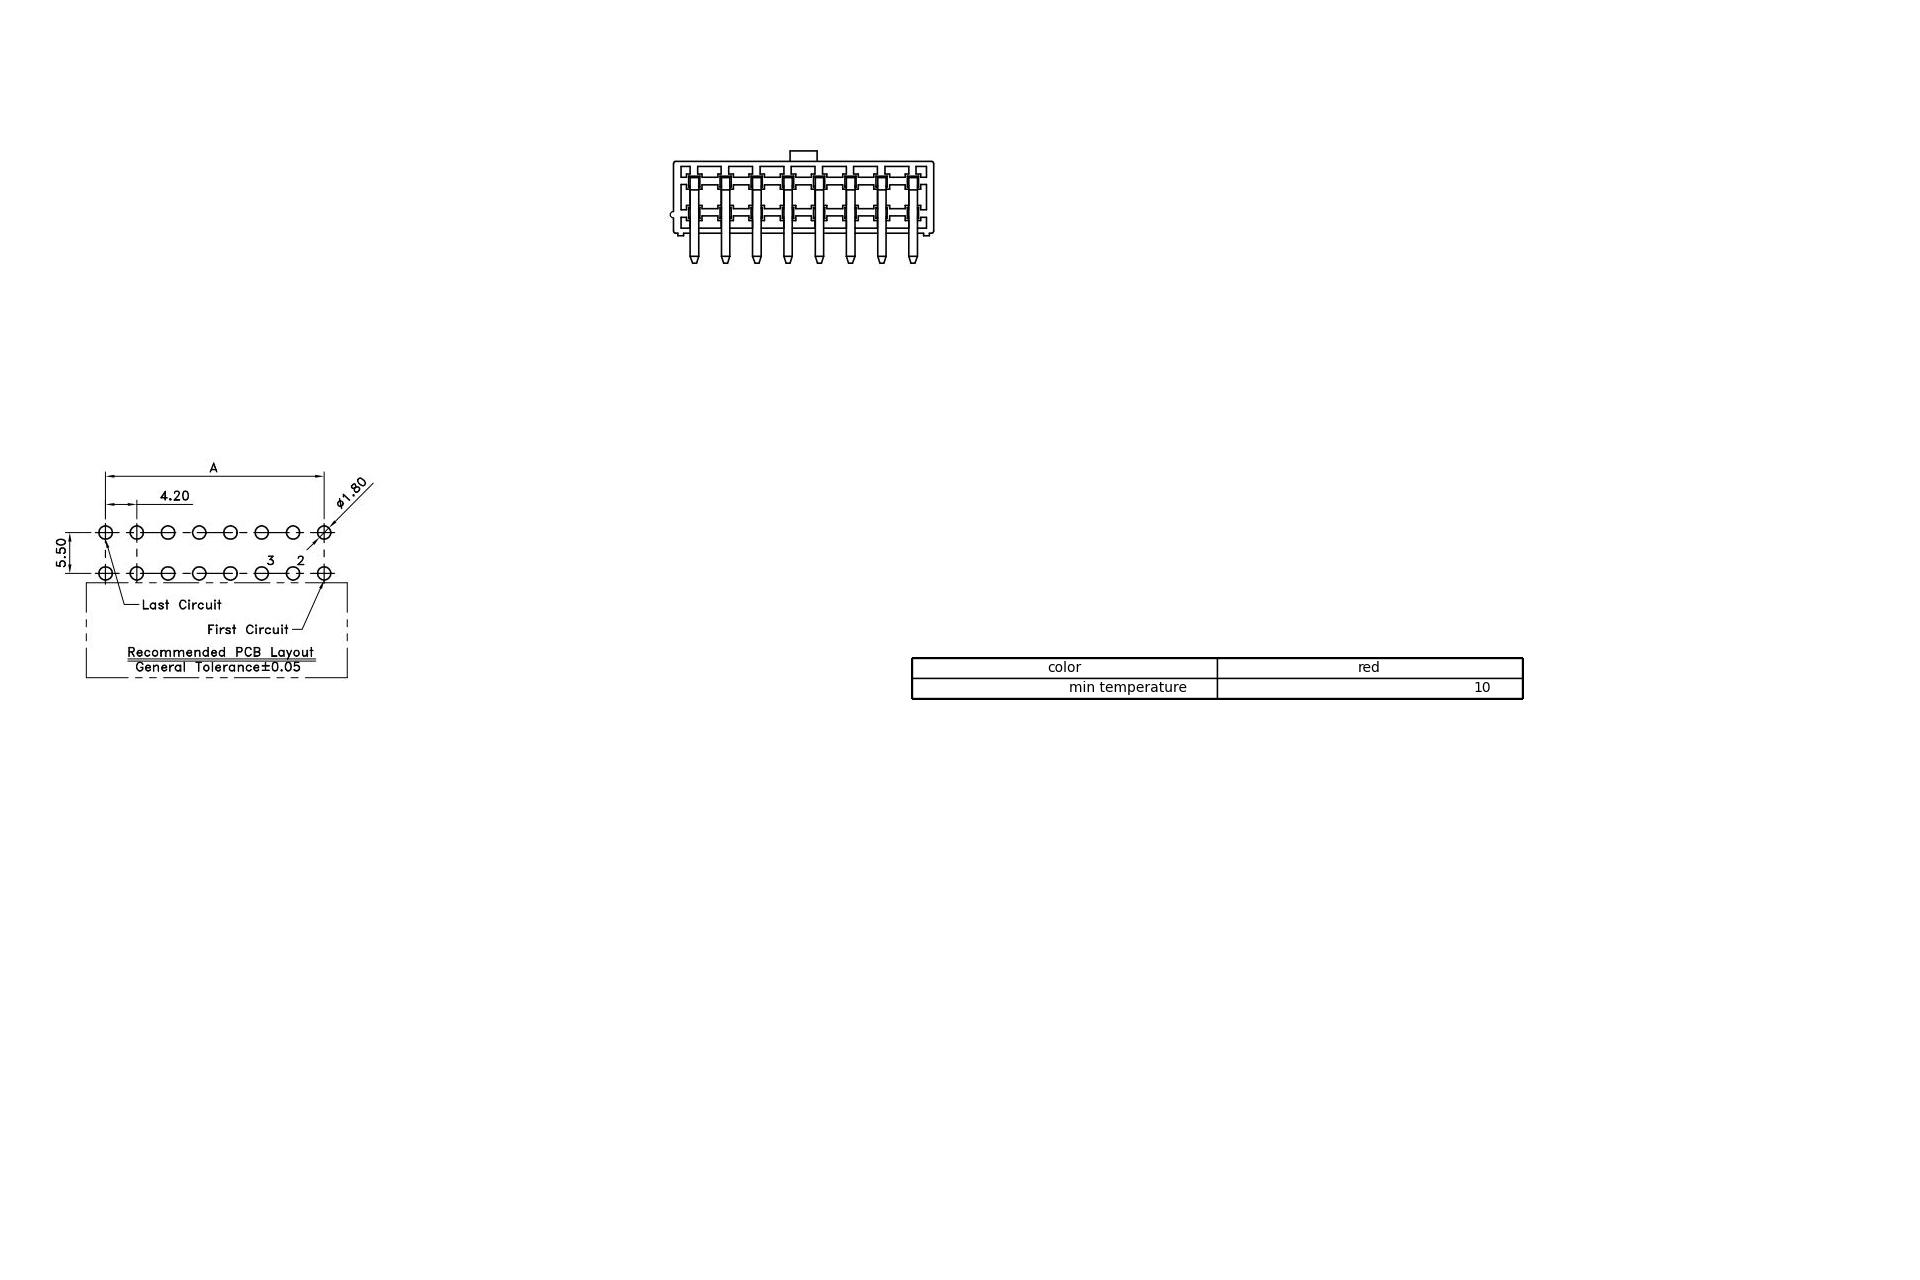 A
4.20
ø1.80
5.50
3 2
Last Circuit
First Circuit
Recommended PCB Layout
General Tolerance±0.05
color red
min temperature 10